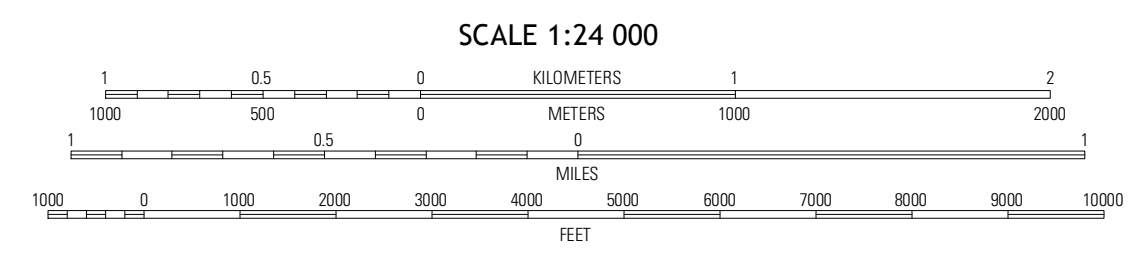 SCALE 1:24 000
1 0.5 0 KILOMETERS 1 2
1000 500 0 METERS 1000 2000
1 0.5 0 1
MILES
1000 0 1000 2000 3000 4000 5000 6000 7000 8000 9000 10000
FEET